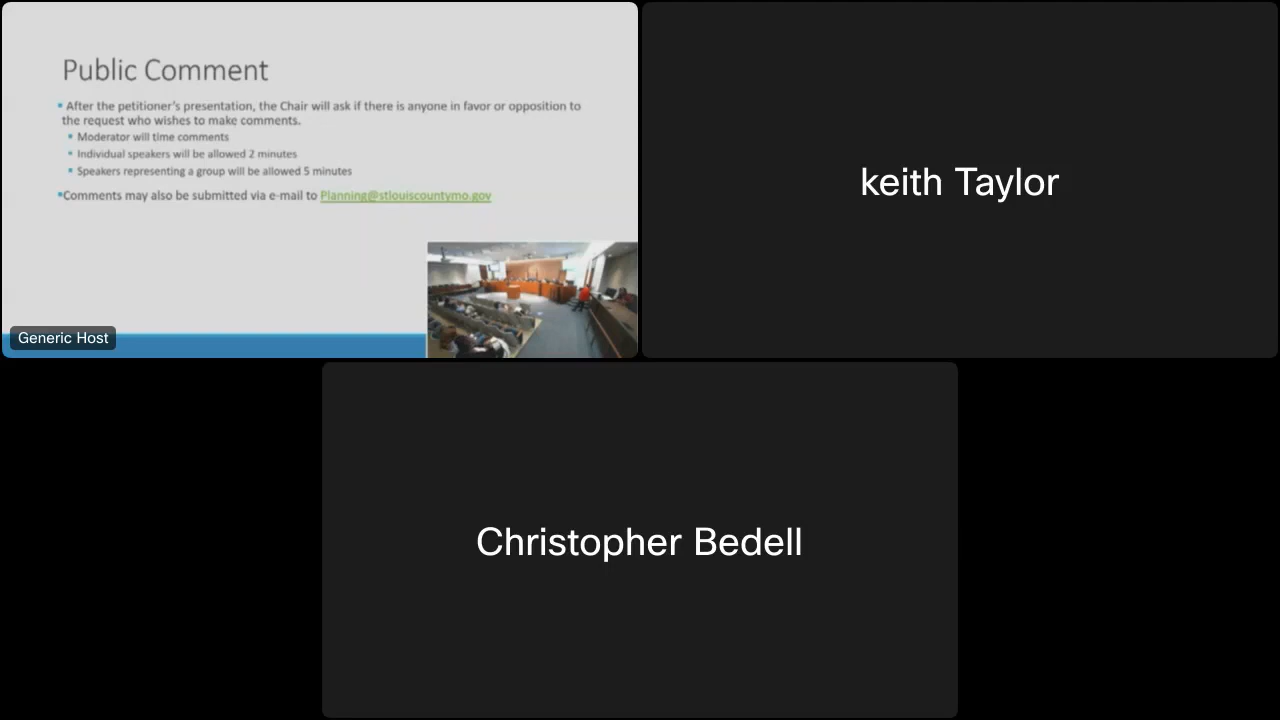 Public Comment
▪ After the petitioner's presentation, the Chair will ask if there is anyone in favor or opposition to
the request who wishes to make comments.
▪ Moderator will time comments
▪ Individual speakers will be allowed 2 minutes
▪ Speakers representing a group will be allowed 5 minutes
▪Comments may also be submitted via e-mail to Planning@stlouiscountymo.gov
Generic Host
keith Taylor
Christopher Bedell